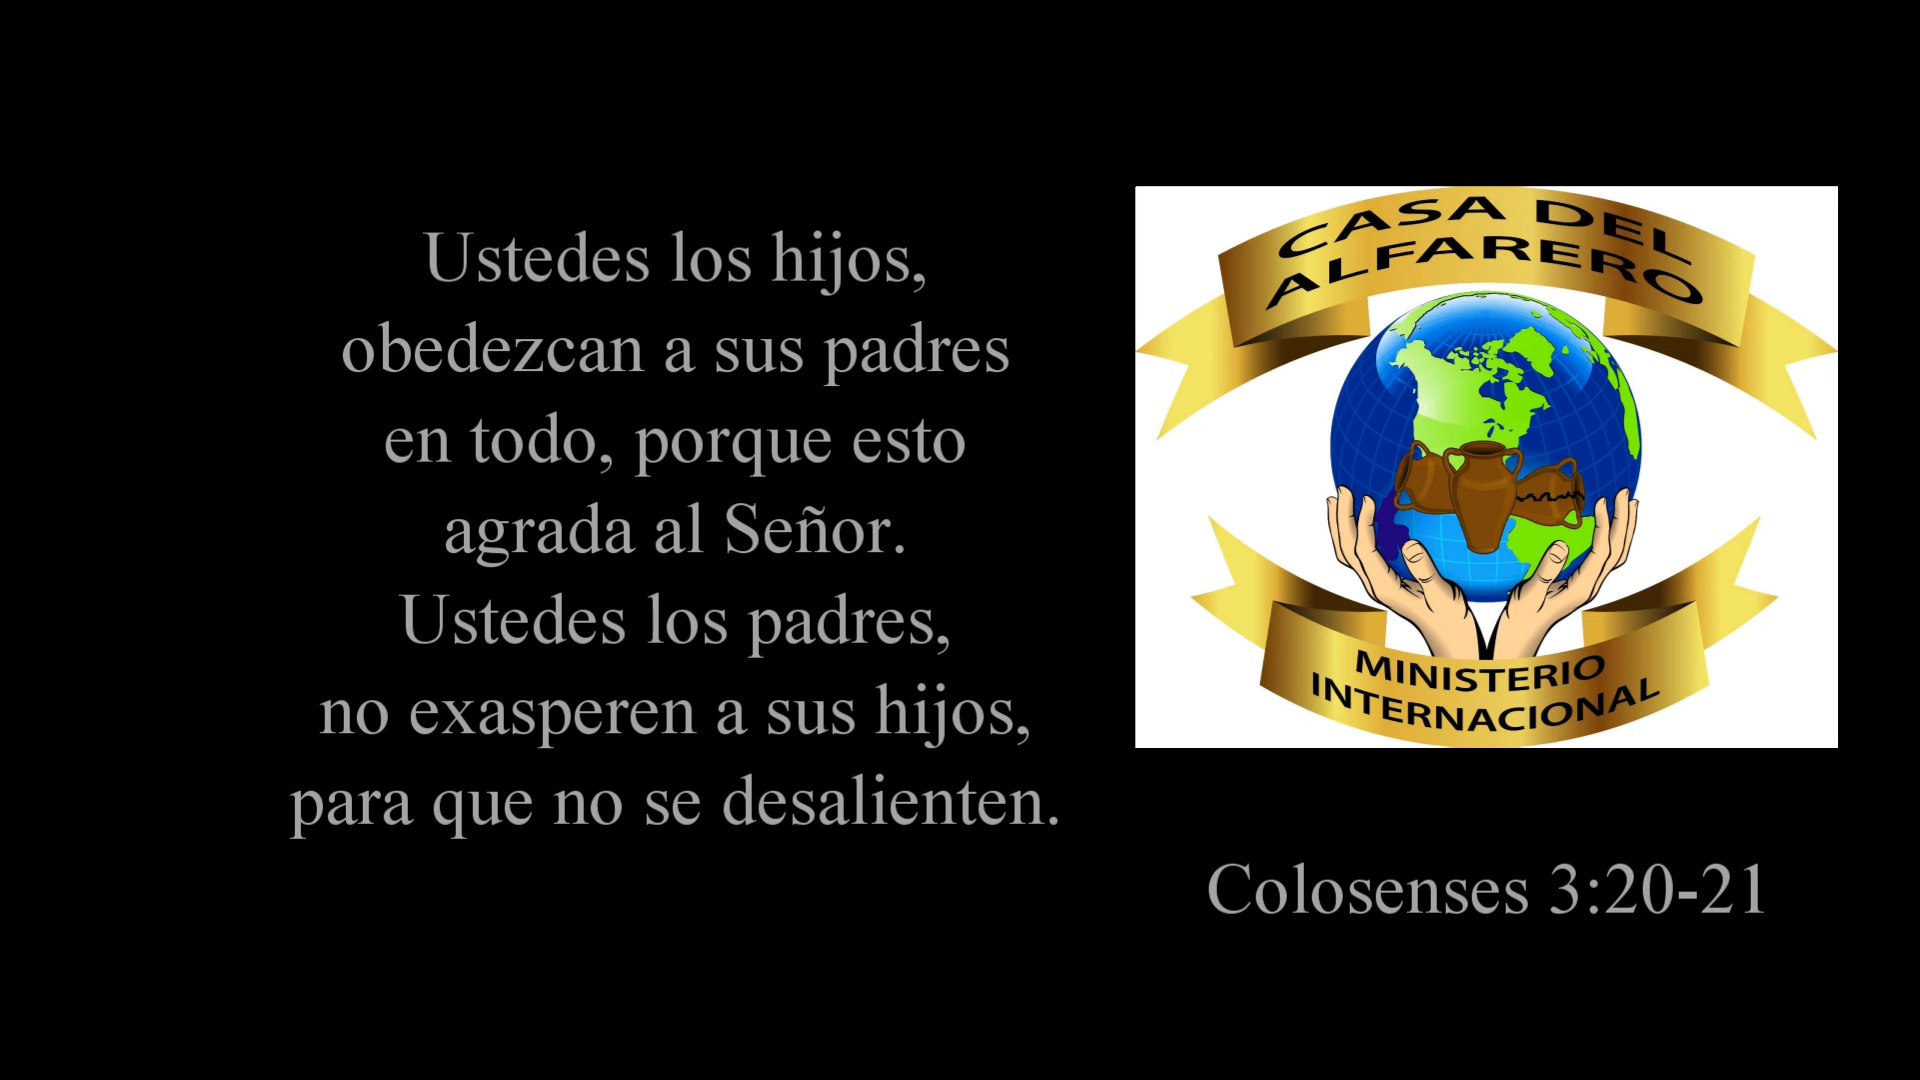 Ustedes los hijos,
obedezcan a sus padres
en todo, porque esto
agrada al Señor.
Ustedes los padres,
no exasperen a sus hijos,
para que no se desalienten.
CASA DEL
ALFARERO
MINISTERIO
INTERNACIONAL
Colosenses 3:20-21